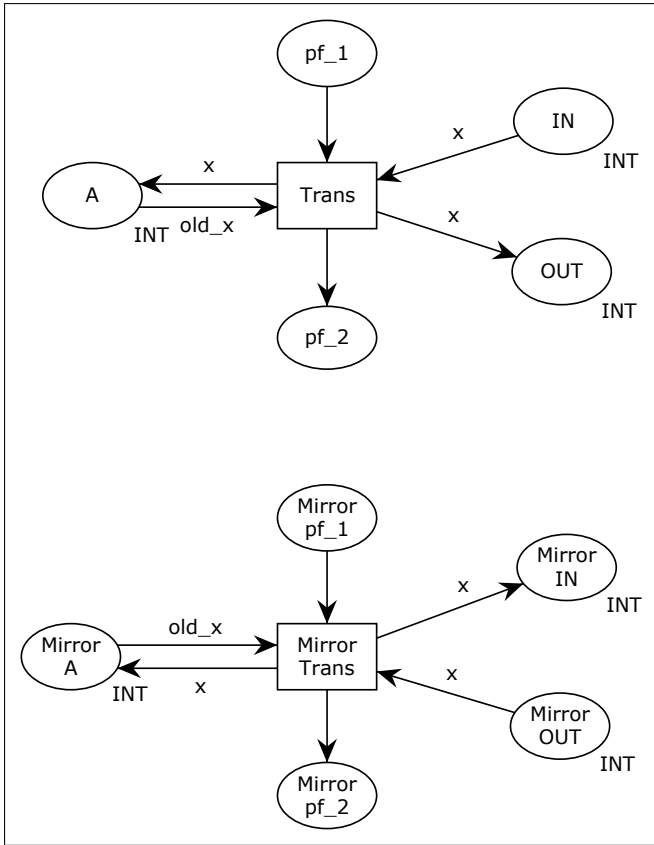 pf_1
x
IN
INT
x
A
INT
old_x
Trans
x
OUT
INT
pf_2
Mirror
pf_1
Mirror
IN
INT
x
old_x
Mirror
A
INT
x
Mirror
Trans
x
Mirror
OUT
INT
Mirror
pf_2